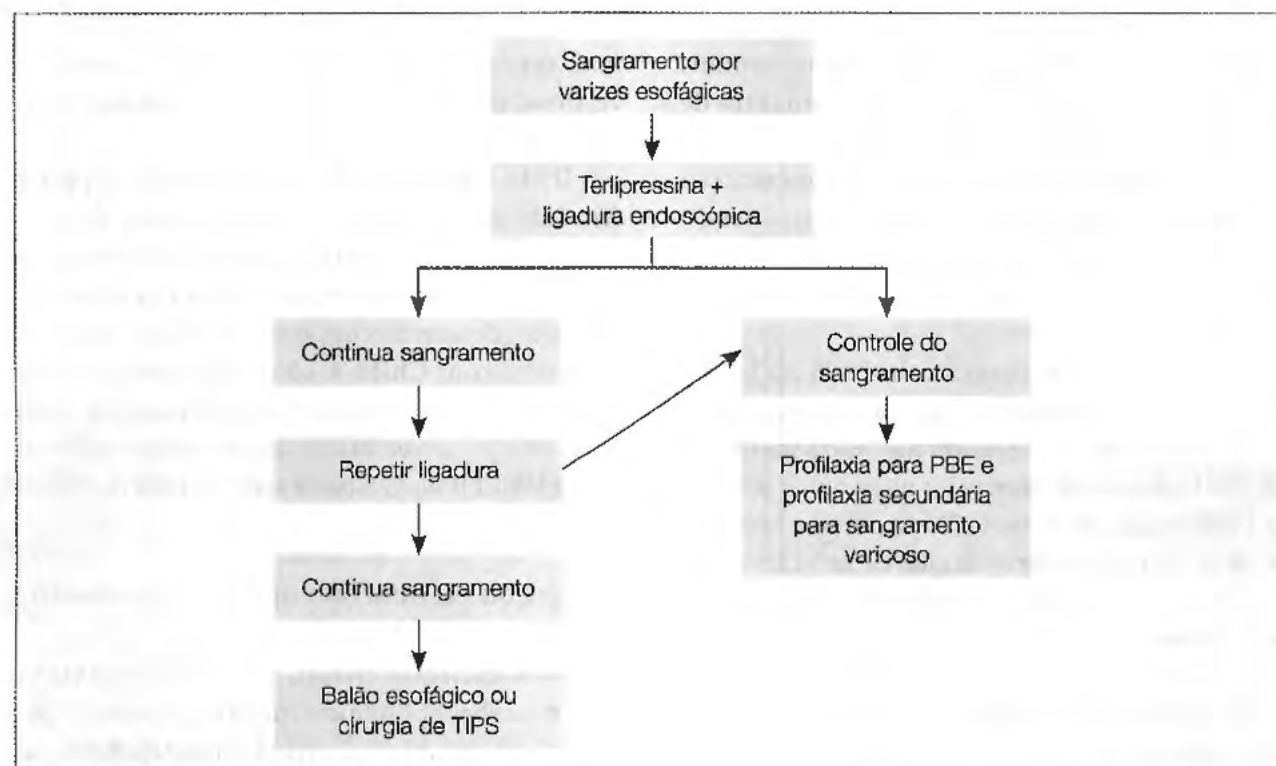 Sangramento por
varizes esofágicas
Terlipressina +
ligadura endoscópica
Continua sangramento
Controle do
sangramento
Repetir ligadura
Profilaxia para PBE e
profilaxia secundária
para sangramento
varicoso
Continua sangramento
Balão esofágico ou
cirurgia de TIPS